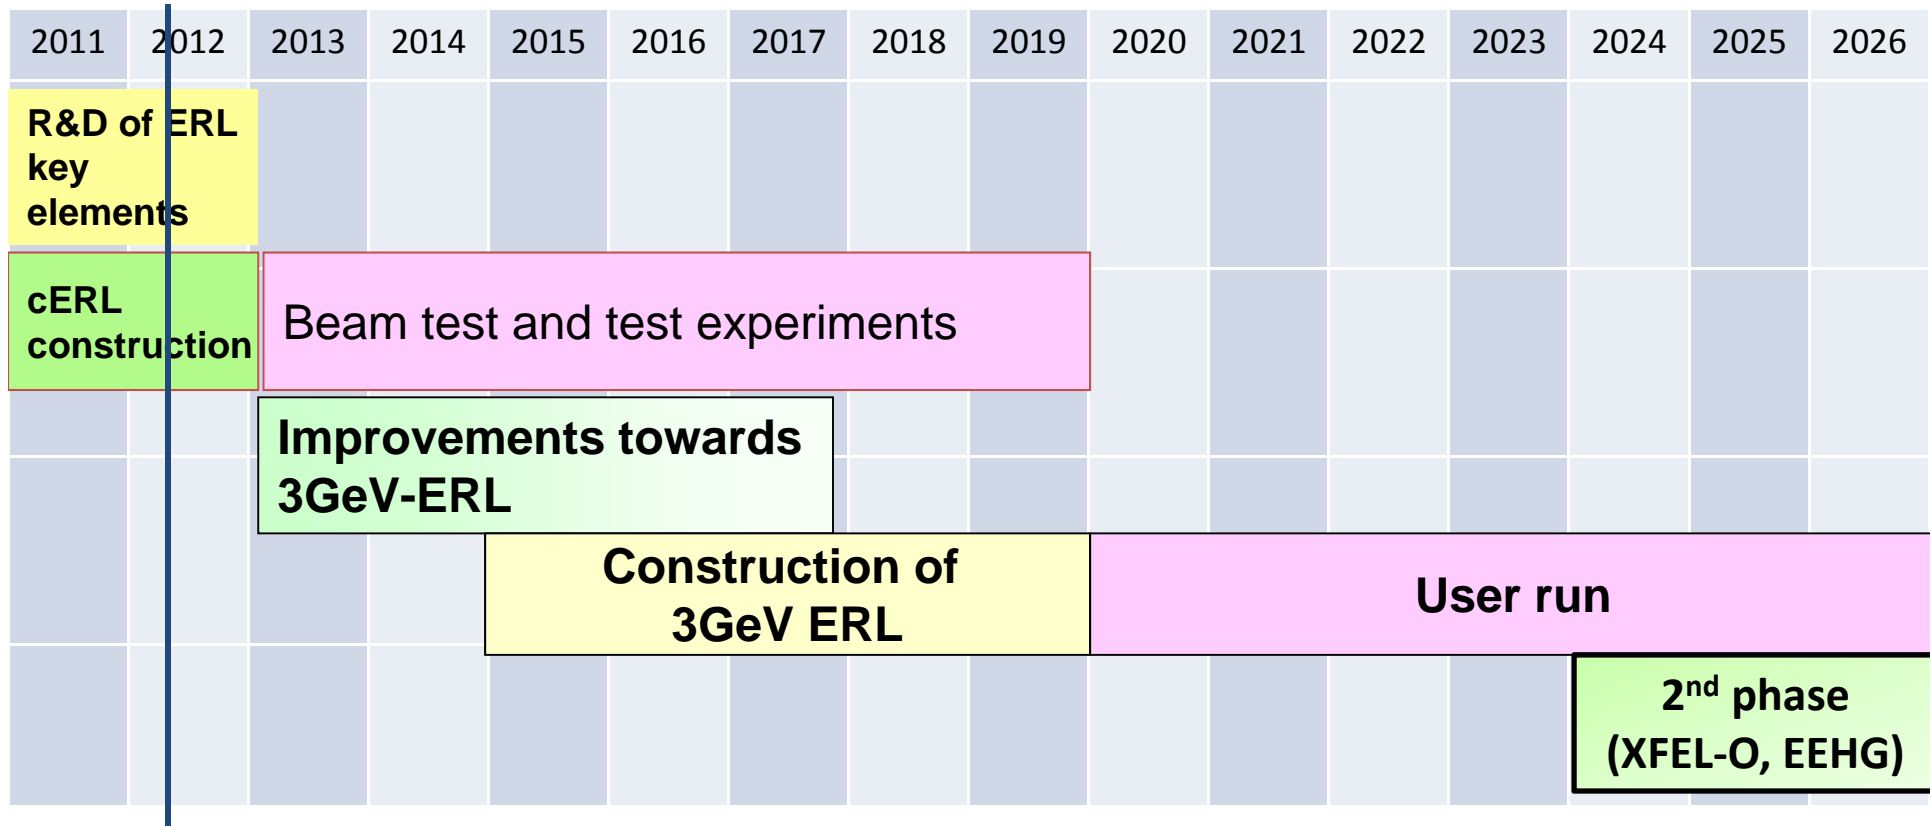 2011 2012 2013 2014 2015 2016 2017 2018 2019 2020 2021 2022 2023 2024 2025 2026
R&D of ERL
key
elements
cERL
construction
Beam test and test experiments
Improvements towards
3GeV-ERL
Construction of
3GeV ERL
User run
2nd phase
(XFEL-O, EEHG)